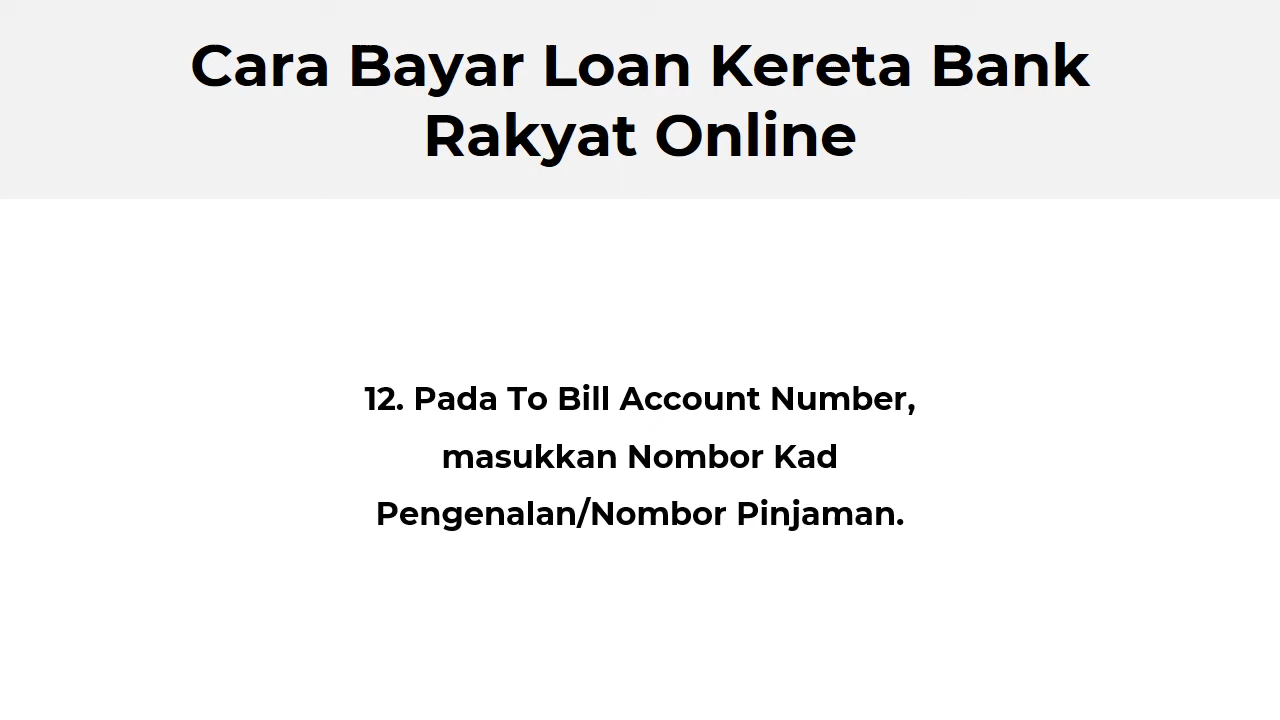 Cara Bayar Loan Kereta Bank
Rakyat Online
12. Pada To Bill Account Number,
masukkan Nombor Kad
Pengenalan/Nombor Pinjaman.